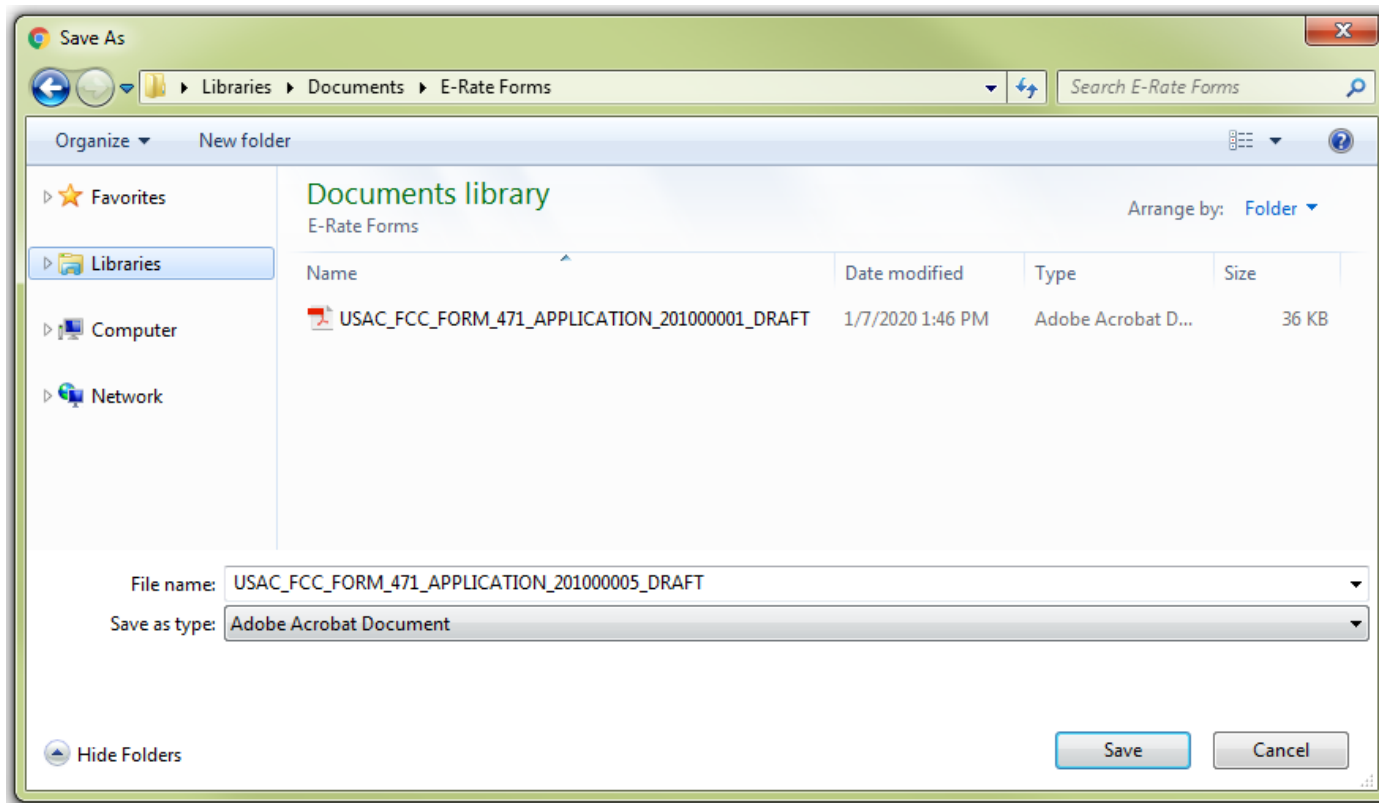 Save As
Libraries Documents E-Rate Forms Search E-Rate Forms
Organize New folder
Favorites
Libraries
Computer
Network
Documents library
E-Rate Forms
Arrange by: Folder
Name Date modified Type Size
USAC_FCC_FORM_471_APPLICATION_201000001_DRAFT 1/7/2020 1:46 PM Adobe Acrobat D... 36 KB
File name: USAC_FCC_FORM_471_APPLICATION_201000005_DRAFT
Save as type: Adobe Acrobat Document
Hide Folders Save Cancel